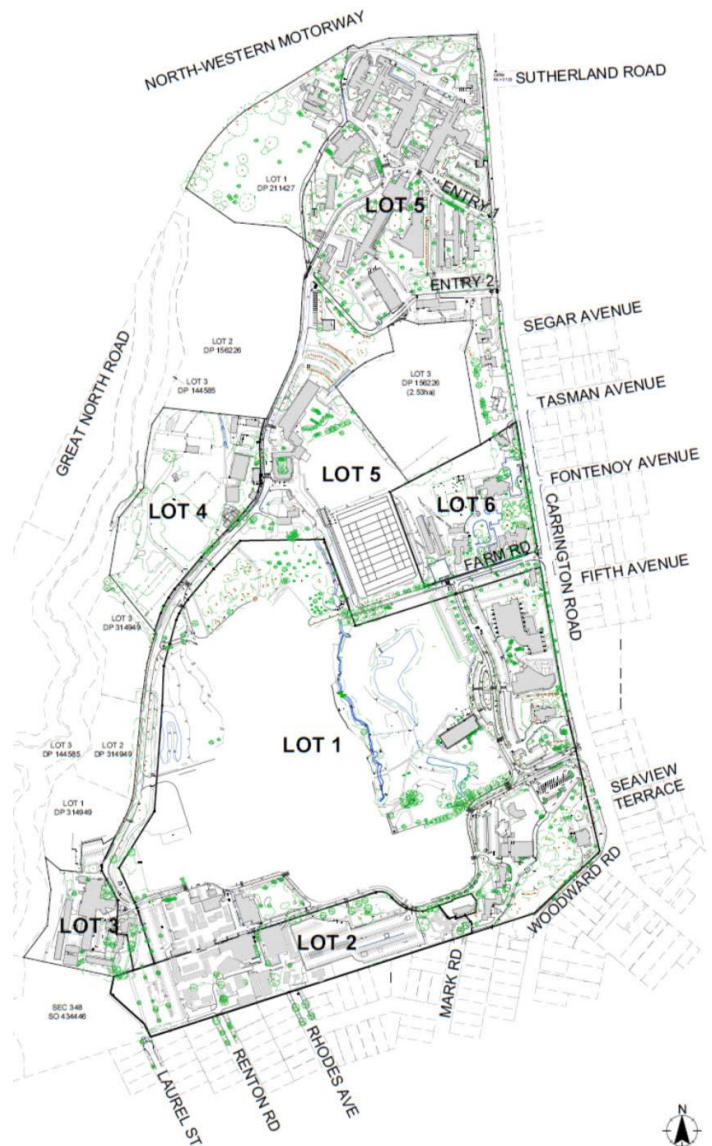 NORTH-WESTERN MOTORWAY
SUTHERLAND ROAD
LOT 1
DP 211427
ENTRY 1
LOT 5
ENTRY 2
SEGAR AVENUE
LOT 2
DP 156226
LOT 3
DP 156226
(2.53ha)
LOT 3
DP 144585
TASMAN AVENUE
GREAT NORTH ROAD
FONTENOY AVENUE
LOT 5
LOT 6
LOT 4
CARRINGTON ROAD
FARM RD
FIFTH AVENUE
LOT 3
DP 314949
LOT 1
LOT 3
DP 144585
LOT 2
DP 314949
SEAVIEW
TERRACE
LOT 1
DP 314949
WOODWARD RD
LOT 3
LOT 2
MARK RD
SEC 348
SO 434446
RHODES AVE
RENTON RD
LAUREL ST
N